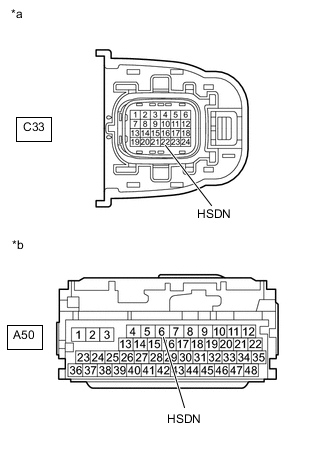 *a
C33
1 2 3 4 5 6
7 8 9 10 11 12
13 14 15 16 17 18
19 20 21 22 23 24
HSDN
*b
A50
1 2 3 4 5 6 7 8 9 10 11 12
13 14 15 16 17 18 19 20 21 22
23 24 25 26 27 28 29 30 31 32 33 34 35
36 37 38 39 40 41 42 43 44 45 46 47 48
HSDN